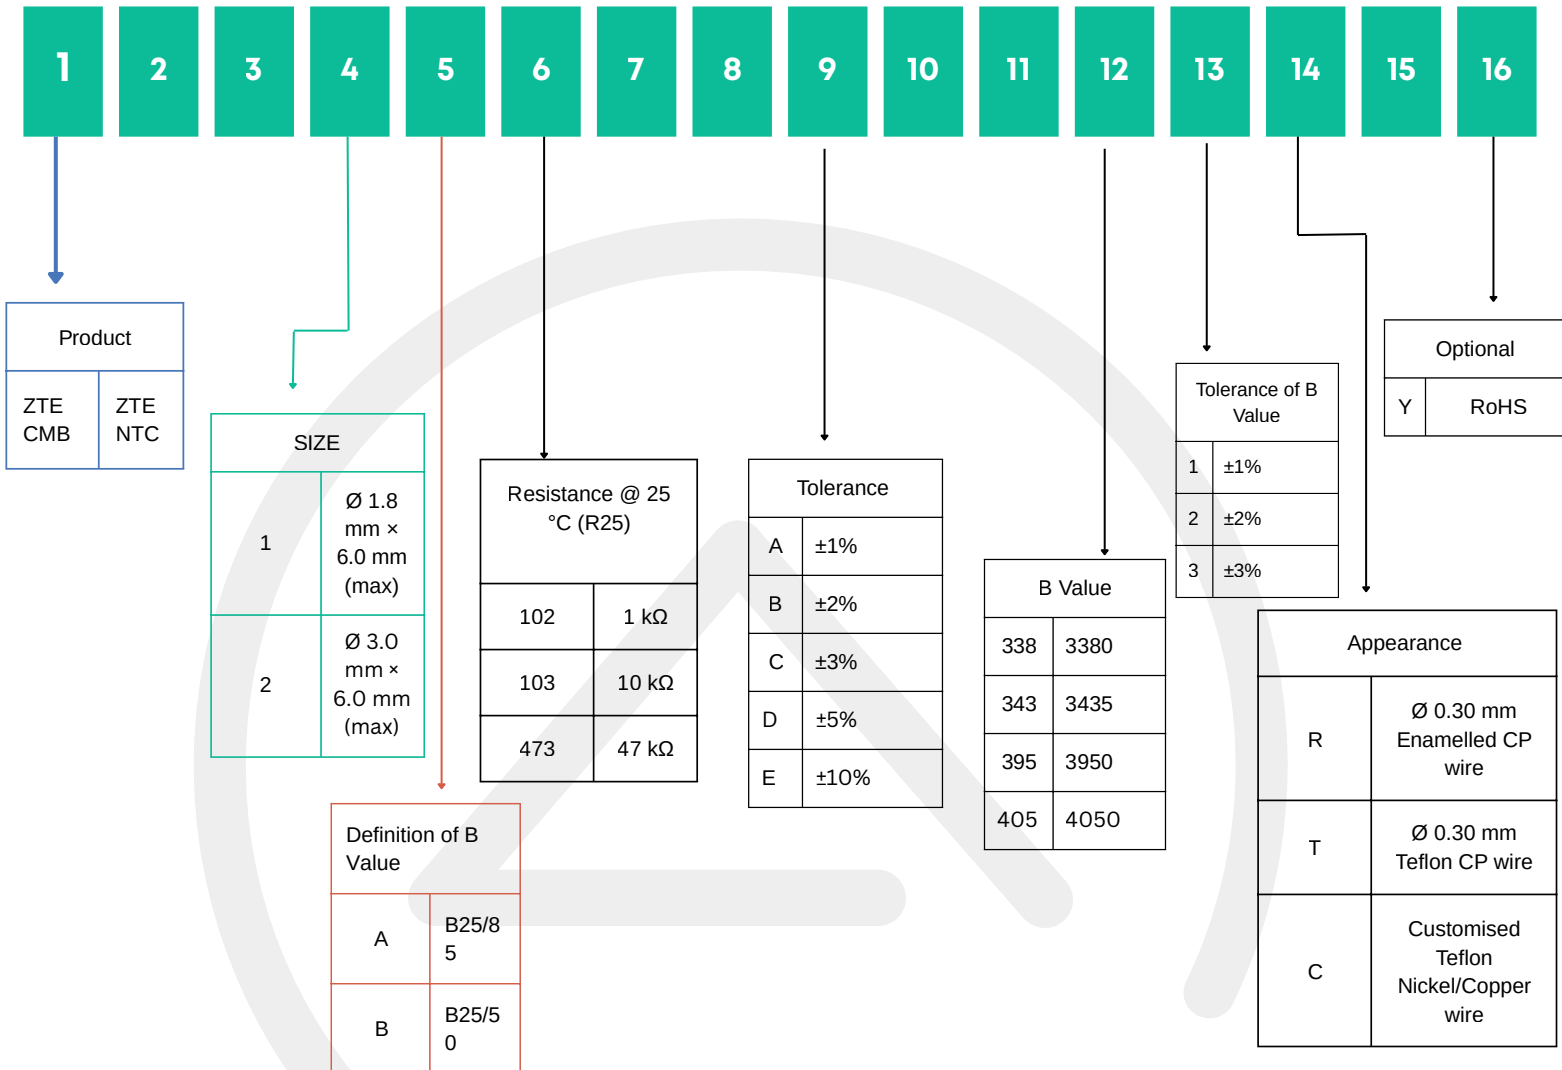 1 2 3 4 5 6 7 8 9 10 11 12 13 14 15 16
Product
ZTE
CMB
ZTE
NTC
SIZE
1
Ø 1.8
mm ×
6.0 mm
(max)
2
Ø 3.0
mm ×
6.0 mm
(max)
Definition of B
Value
A
B25/8
5
B
B25/5
0
Resistance @ 25
°C (R25)
102 1 kΩ
103 10 kΩ
473 47 kΩ
Tolerance
A ±1%
B ±2%
C ±3%
D ±5%
E ±10%
B Value
338 3380
343 3435
395 3950
405 4050
Tolerance of B
Value
1 ±1%
2 ±2%
3 ±3%
Appearance
R
Ø 0.30 mm
Enamelled CP
wire
T
Ø 0.30 mm
Teflon CP wire
C
Customised
Teflon
Nickel/Copper
wire
Optional
Y RoHS